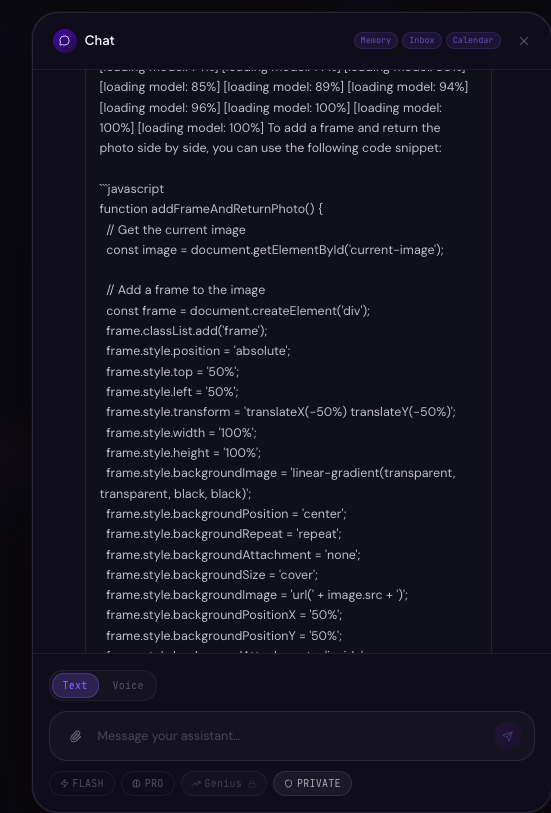 Chat
Memory
Inbox
Calendar
[loading model: 85%] [loading model: 89%] [loading model: 94%]
[loading model: 96%] [loading model: 100%] [loading model:
100%] [loading model: 100%] To add a frame and return the
photo side by side, you can use the following code snippet:
```javascript
function addFrameAndReturnPhoto() {
// Get the current image
const image = document.getElementById('current-image');
// Add a frame to the image
const frame = document.createElement('div');
frame.classList.add('frame');
frame.style.position = 'absolute';
frame.style.top = '50%';
frame.style.left = '50%';
frame.style.transform = 'translateX(-50%) translateY(-50%)';
frame.style.width = '100%';
frame.style.height = '100%';
frame.style.backgroundImage = 'linear-gradient(transparent,
transparent, black, black)';
frame.style.backgroundPosition = 'center';
frame.style.backgroundRepeat = 'repeat';
frame.style.backgroundAttachment = 'none';
frame.style.backgroundSize = 'cover';
frame.style.backgroundImage = 'url(' + image.src + ')';
frame.style.backgroundPositionX = '50%';
frame.style.backgroundPositionY = '50%';
Text
Voice
Message your assistant...
FLASH
PRO
Genius
PRIVATE